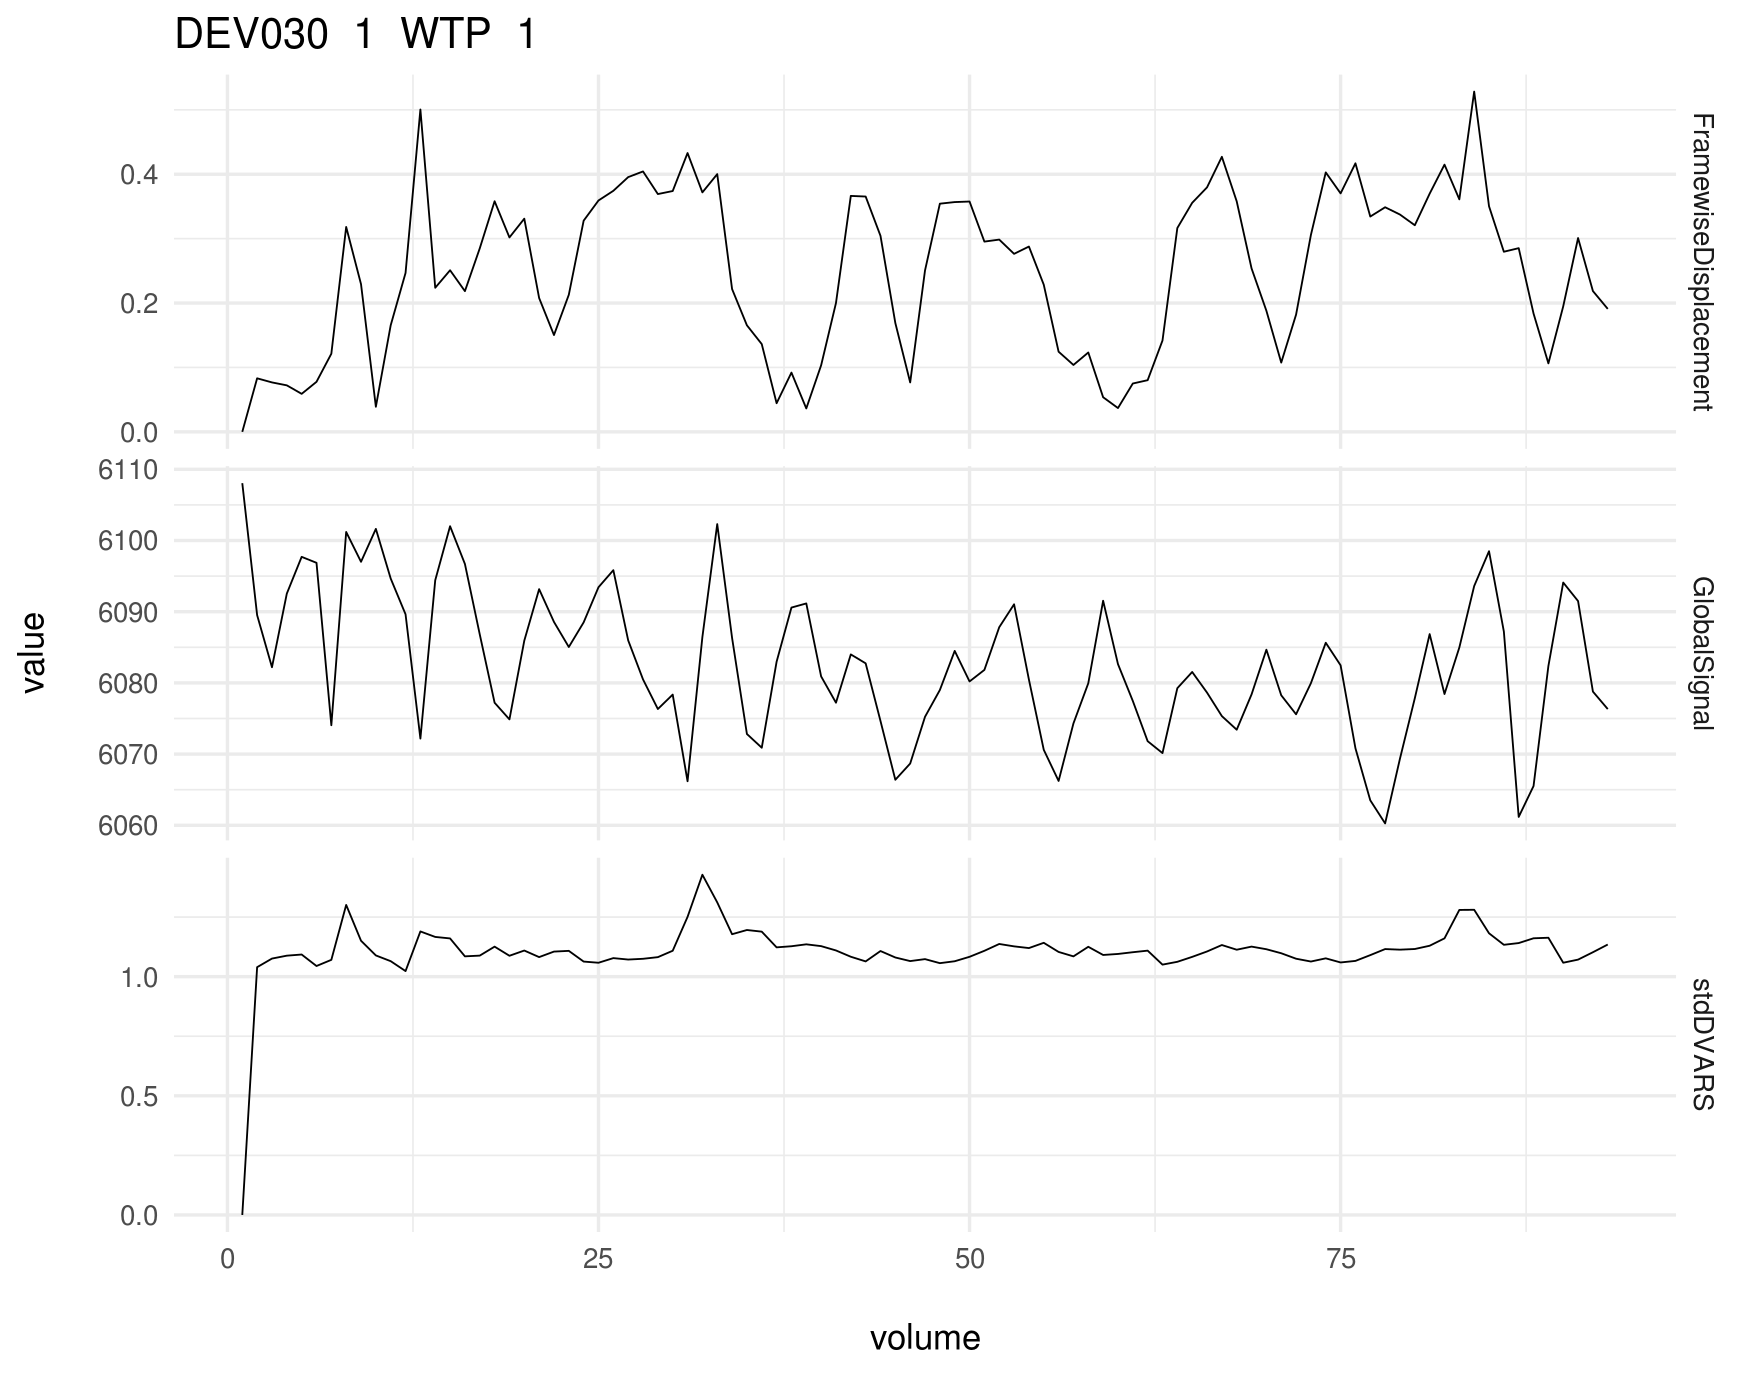 DEV030  1  WTP  1
0.4
0.2
0.0
FramewiseDisplacement
6110
6100
6090
6080
6070
6060
GlobalSignal
1.0
0.5
0.0
stdDVARS
value
0 25 50 75
volume